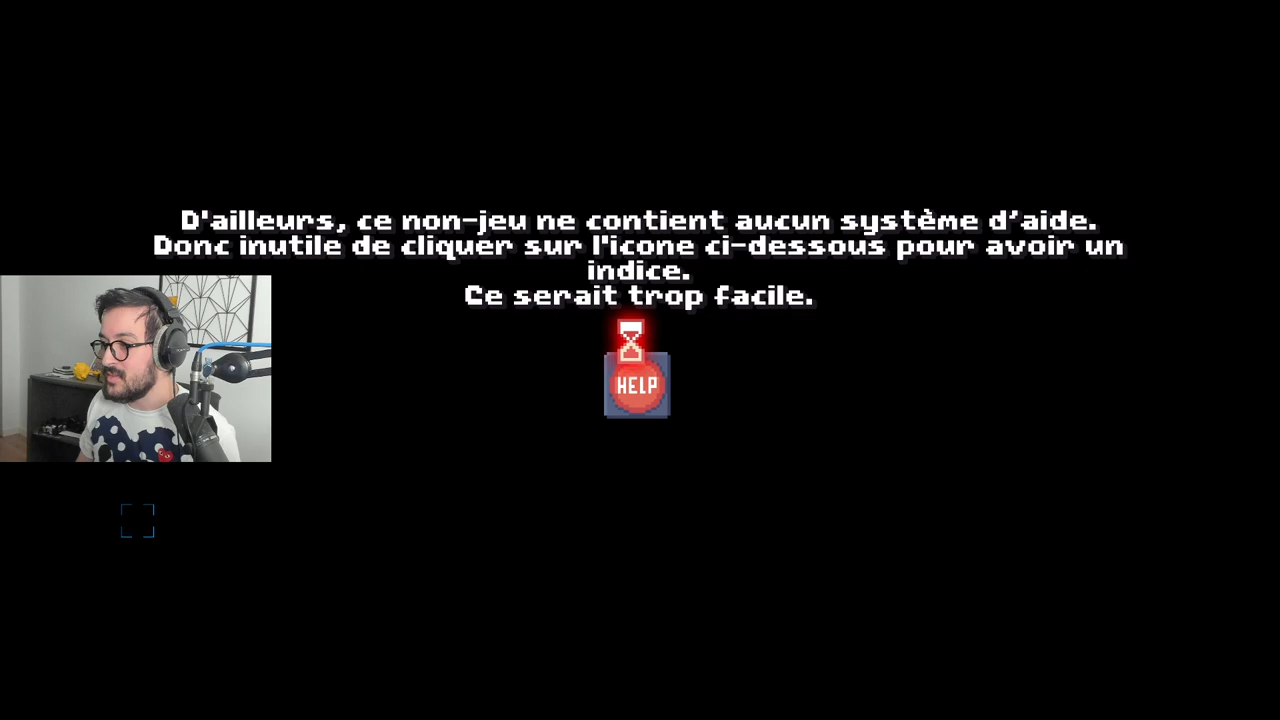 D'ailleurs, ce non-jeu ne contient aucun système d'aide.
Donc inutile de cliquer sur l'icone ci-dessous pour avoir un
indice.
Ce serait trop facile.
HELP